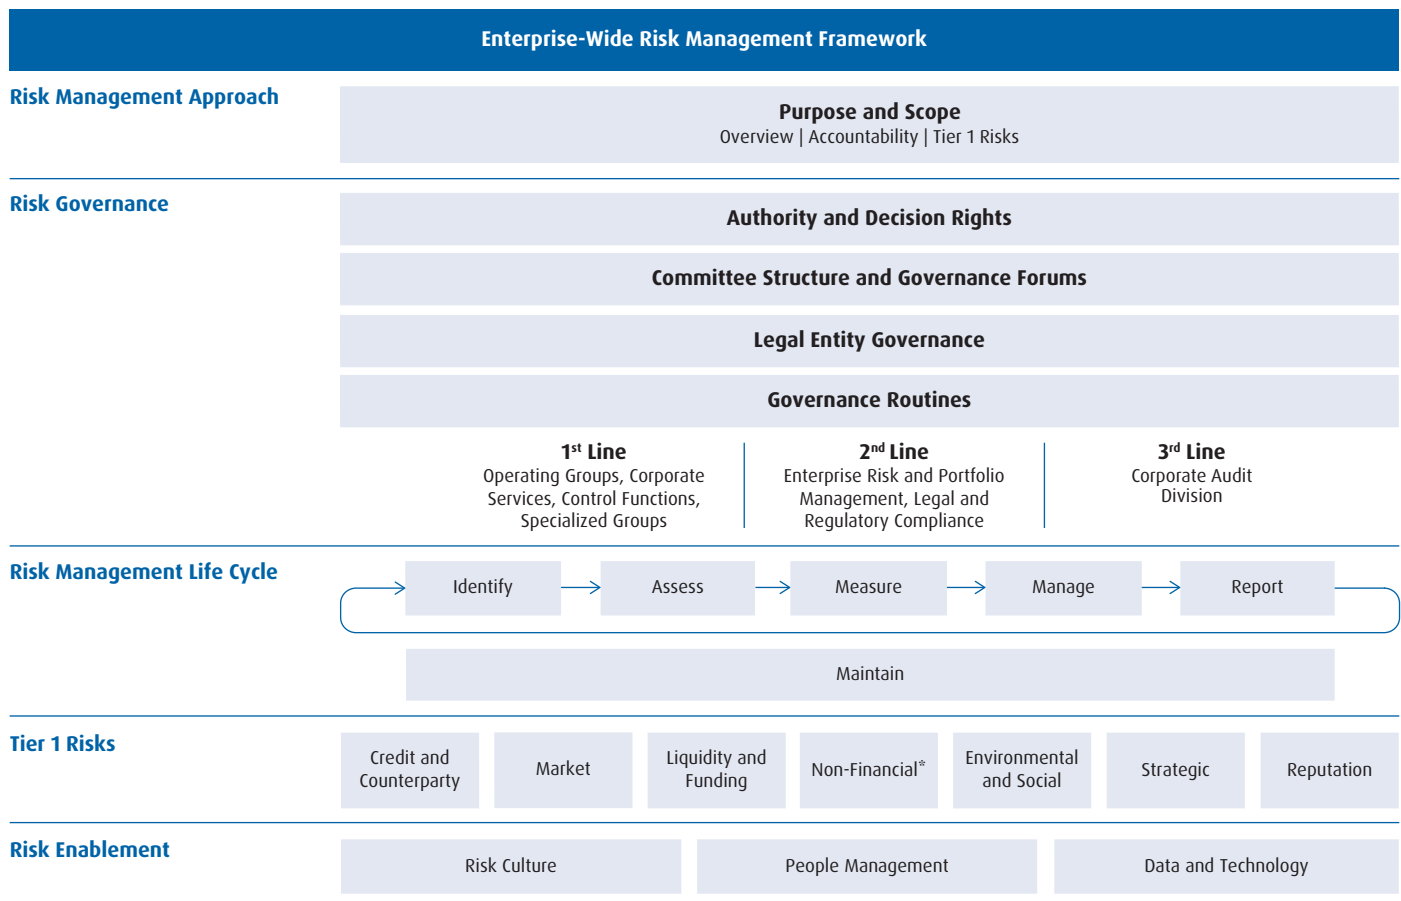 Enterprise-Wide Risk Management Framework
Risk Management Approach
Purpose and Scope
Overview | Accountability | Tier 1 Risks
Risk Governance
Authority and Decision Rights
Committee Structure and Governance Forums
Legal Entity Governance
Governance Routines
1st Line
Operating Groups, Corporate
Services, Control Functions,
Specialized Groups
2nd Line
Enterprise Risk and Portfolio
Management, Legal and
Regulatory Compliance
3rd Line
Corporate Audit
Division
Risk Management Life Cycle
Identify
Assess
Measure
Manage
Report
Maintain
Tier 1 Risks
Credit and
Counterparty
Market
Liquidity and
Funding
Non-Financial*
Environmental
and Social
Strategic
Reputation
Risk Enablement
Risk Culture
People Management
Data and Technology